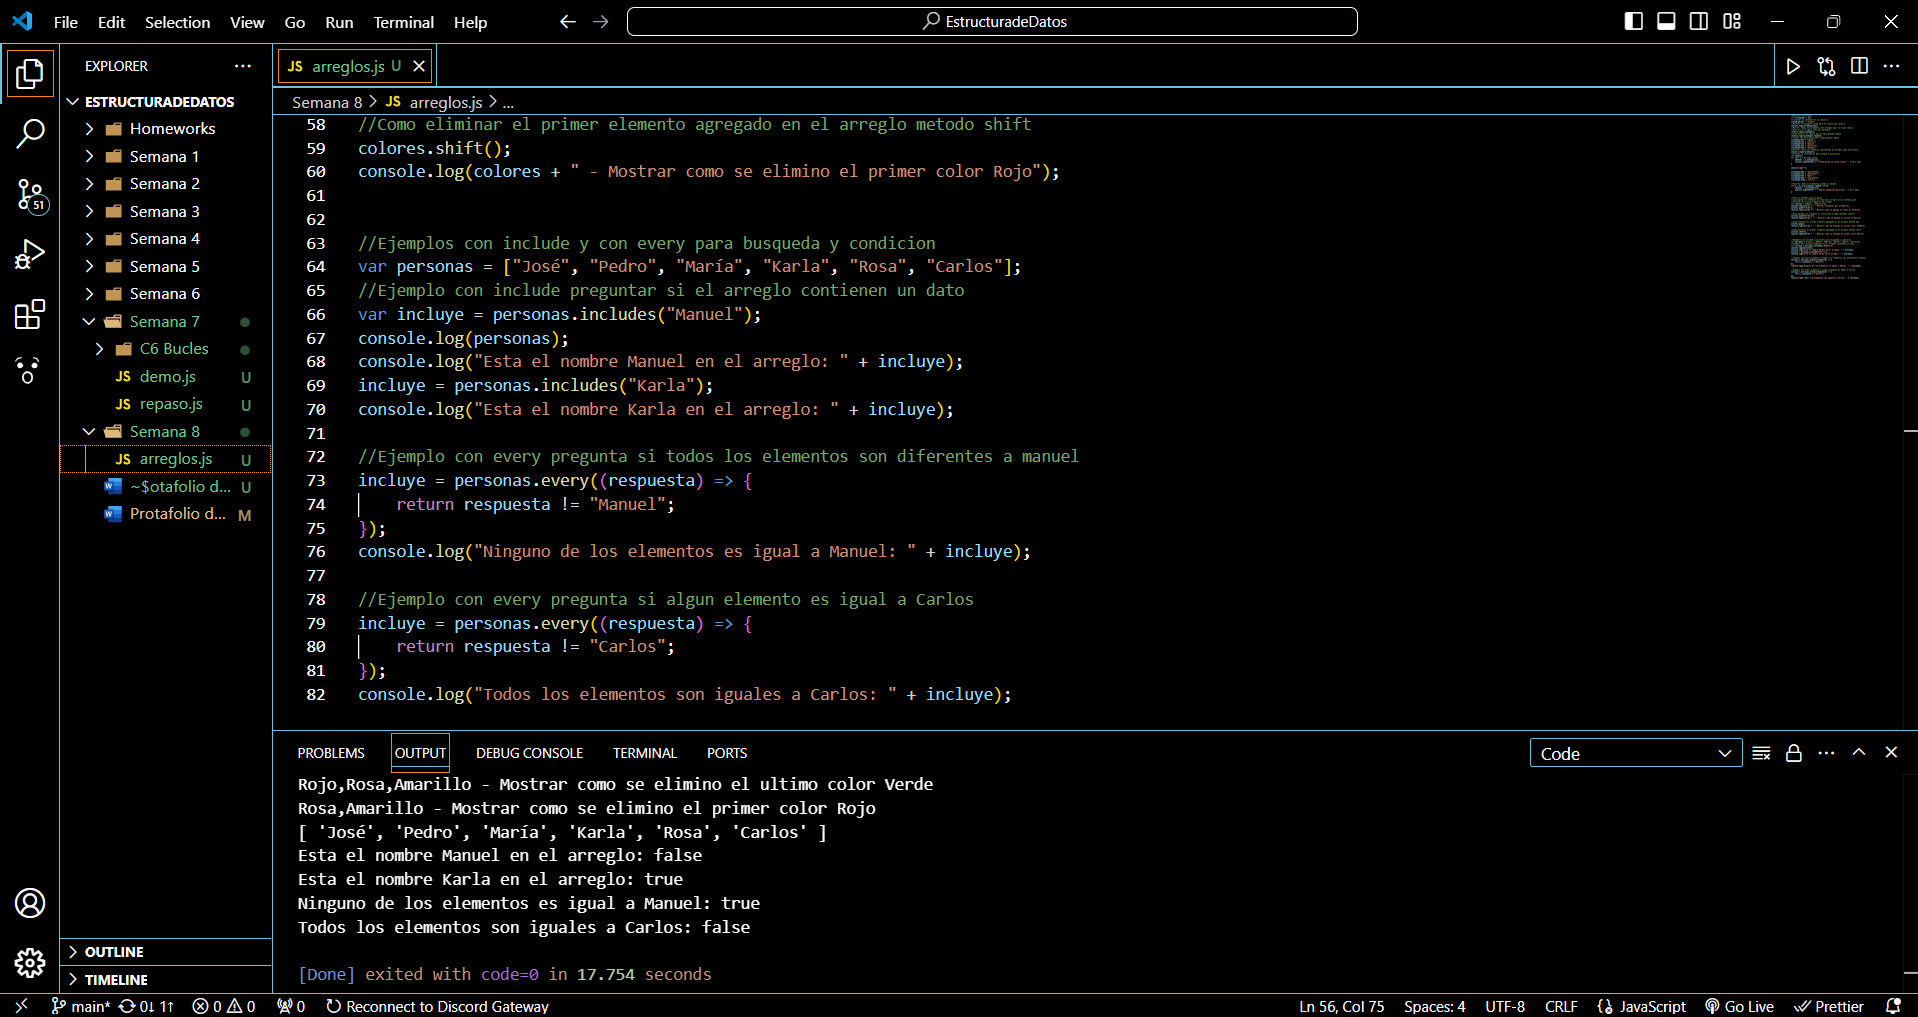 File Edit Selection View Go Run Terminal Help
EstructuradeDatos
EXPLORER
ESTRUCTURADEDATOS
Homeworks
Semana 1
Semana 2
Semana 3
Semana 4
Semana 5
Semana 6
Semana 7
C6 Bucles
JS demo.js U
JS repaso.js U
Semana 8
JS arreglos.js U
~$otafolio d... U
Protafolio d... M
OUTLINE
TIMELINE
51
JS arreglos.js U
Semana 8 > JS arreglos.js > ...
58 //Como eliminar el primer elemento agregado en el arreglo metodo shift
59 colores.shift();
60 console.log(colores + " - Mostrar como se elimino el primer color Rojo");
61
62
63 //Ejemplos con include y con every para busqueda y condicion
64 var personas = ["José", "Pedro", "María", "Karla", "Rosa", "Carlos"];
65 //Ejemplo con include preguntar si el arreglo contienen un dato
66 var incluye = personas.includes("Manuel");
67 console.log(personas);
68 console.log("Esta el nombre Manuel en el arreglo: " + incluye);
69 incluye = personas.includes("Karla");
70 console.log("Esta el nombre Karla en el arreglo: " + incluye);
71
72 //Ejemplo con every pregunta si todos los elementos son diferentes a manuel
73 incluye = personas.every((respuesta) => {
74 return respuesta != "Manuel";
75 });
76 console.log("Ninguno de los elementos es igual a Manuel: " + incluye);
77
78 //Ejemplo con every pregunta si algun elemento es igual a Carlos
79 incluye = personas.every((respuesta) => {
80 return respuesta != "Carlos";
81 });
82 console.log("Todos los elementos son iguales a Carlos: " + incluye);
PROBLEMS OUTPUT DEBUG CONSOLE TERMINAL PORTS
Code
Rojo,Rosa,Amarillo - Mostrar como se elimino el ultimo color Verde
Rosa,Amarillo - Mostrar como se elimino el primer color Rojo
[ 'José', 'Pedro', 'María', 'Karla', 'Rosa', 'Carlos' ]
Esta el nombre Manuel en el arreglo: false
Esta el nombre Karla en el arreglo: true
Ninguno de los elementos es igual a Manuel: true
Todos los elementos son iguales a Carlos: false
[Done] exited with code=0 in 17.754 seconds
main* 0↓ 1↑ 0 0 0 Reconnect to Discord Gateway
Ln 56, Col 75 Spaces: 4 UTF-8 CRLF {} JavaScript Go Live Prettier